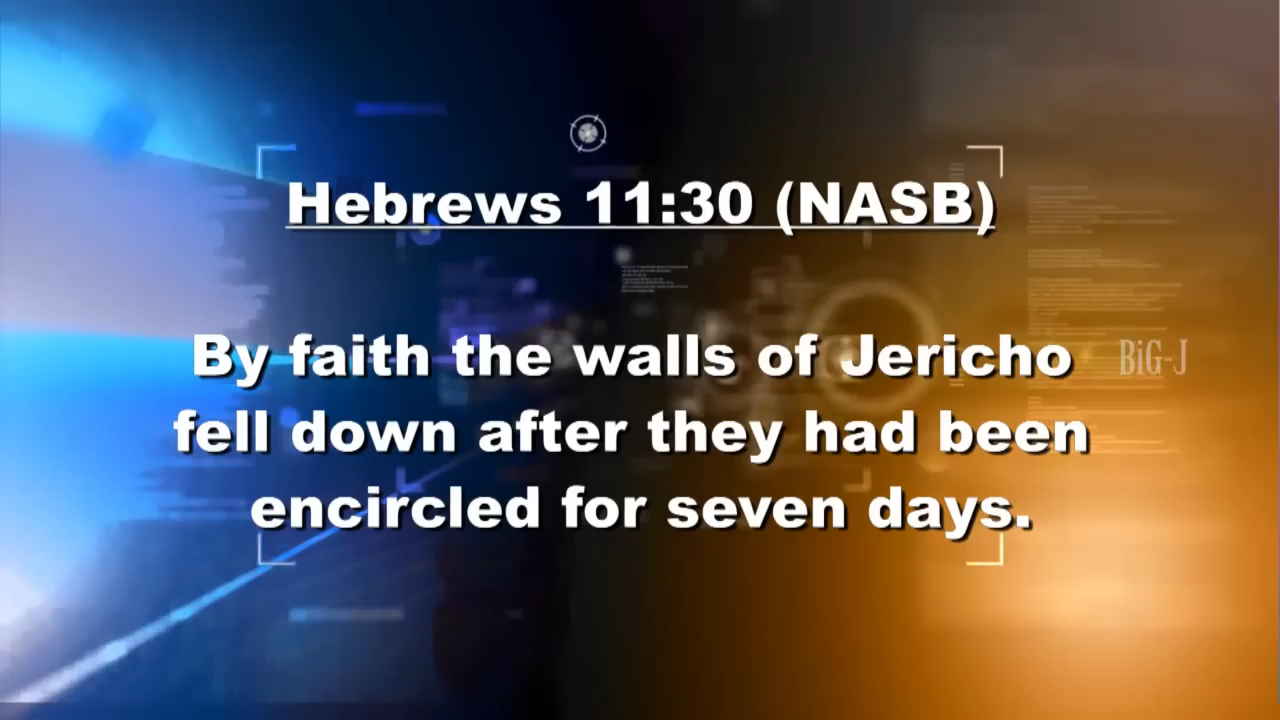 Hebrews 11:30 (NASB)
By faith the walls of Jericho
BiG-J
fell down after they had been
encircled for seven days.